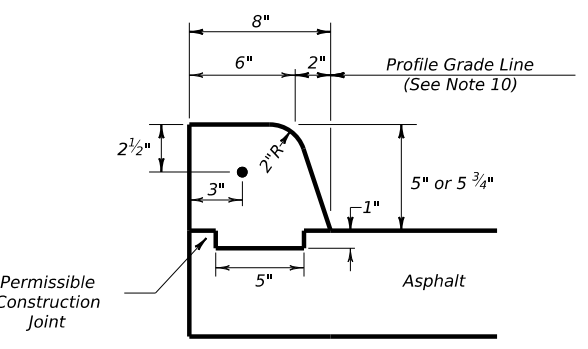 8"
6"
2"
Profile Grade Line
(See Note 10)
2½"
2"R
3"
5" or 5 ¾"
1"
5"
Permissible
Construction
Joint
Asphalt